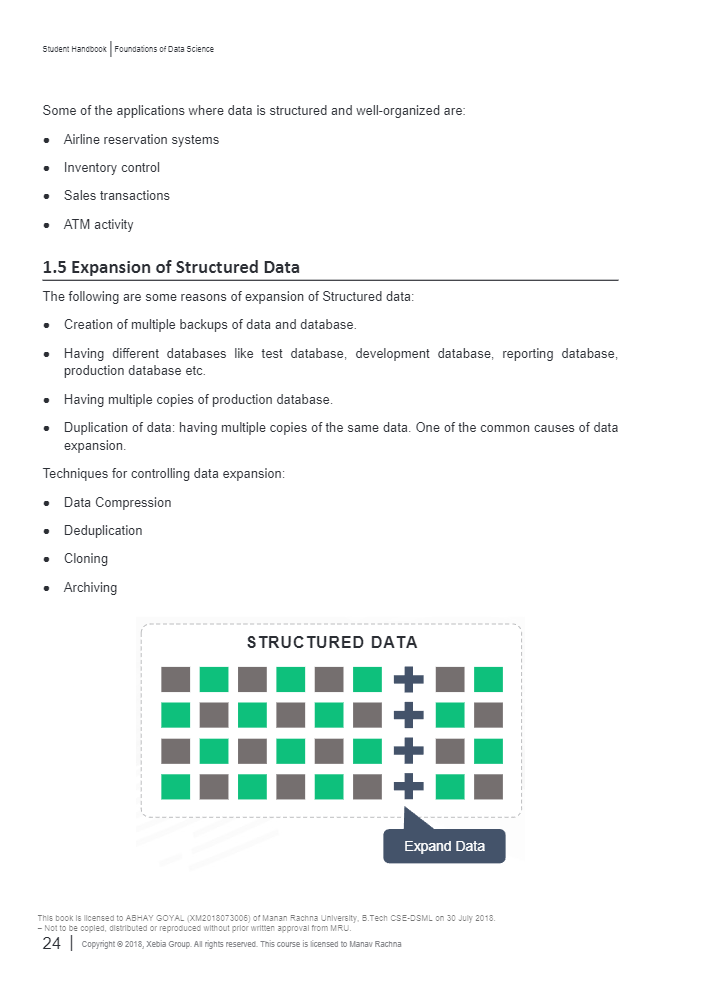 Student Handbook | Foundations of Data Science
Some of the applications where data is structured and well-organized are:
● Airline reservation systems
● Inventory control
● Sales transactions
● ATM activity
1.5 Expansion of Structured Data
The following are some reasons of expansion of Structured data:
● Creation of multiple backups of data and database.
● Having different databases like test database, development database, reporting database,
production database etc.
● Having multiple copies of production database.
● Duplication of data: having multiple copies of the same data. One of the common causes of data
expansion.
Techniques for controlling data expansion:
● Data Compression
● Deduplication
● Cloning
● Archiving
STRUCTURED DATA
Expand Data
This book is licensed to ABHAY GOYAL (XM2018073006) of Manan Rachna University, B.Tech CSE-DSML on 30 July 2018.
– Not to be copied, distributed or reproduced without prior written approval from MRU.
24 | Copyright © 2018, Xebia Group. All rights reserved. This course is licensed to Manav Rachna